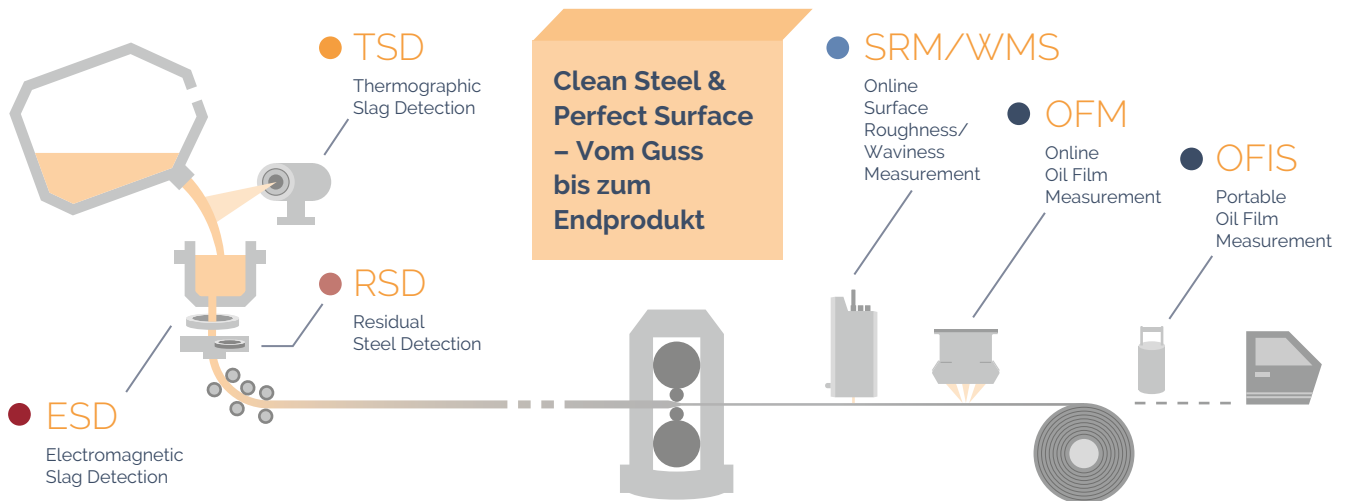 TSD
Thermographic
Slag Detection
Clean Steel &
Perfect Surface
– Vom Guss
bis zum
Endprodukt
SRM/WMS
Online
Surface
Roughness/
Waviness
Measurement
OFM
Online
Oil Film
Measurement
OFIS
Portable
Oil Film
Measurement
RSD
Residual
Steel Detection
ESD
Electromagnetic
Slag Detection